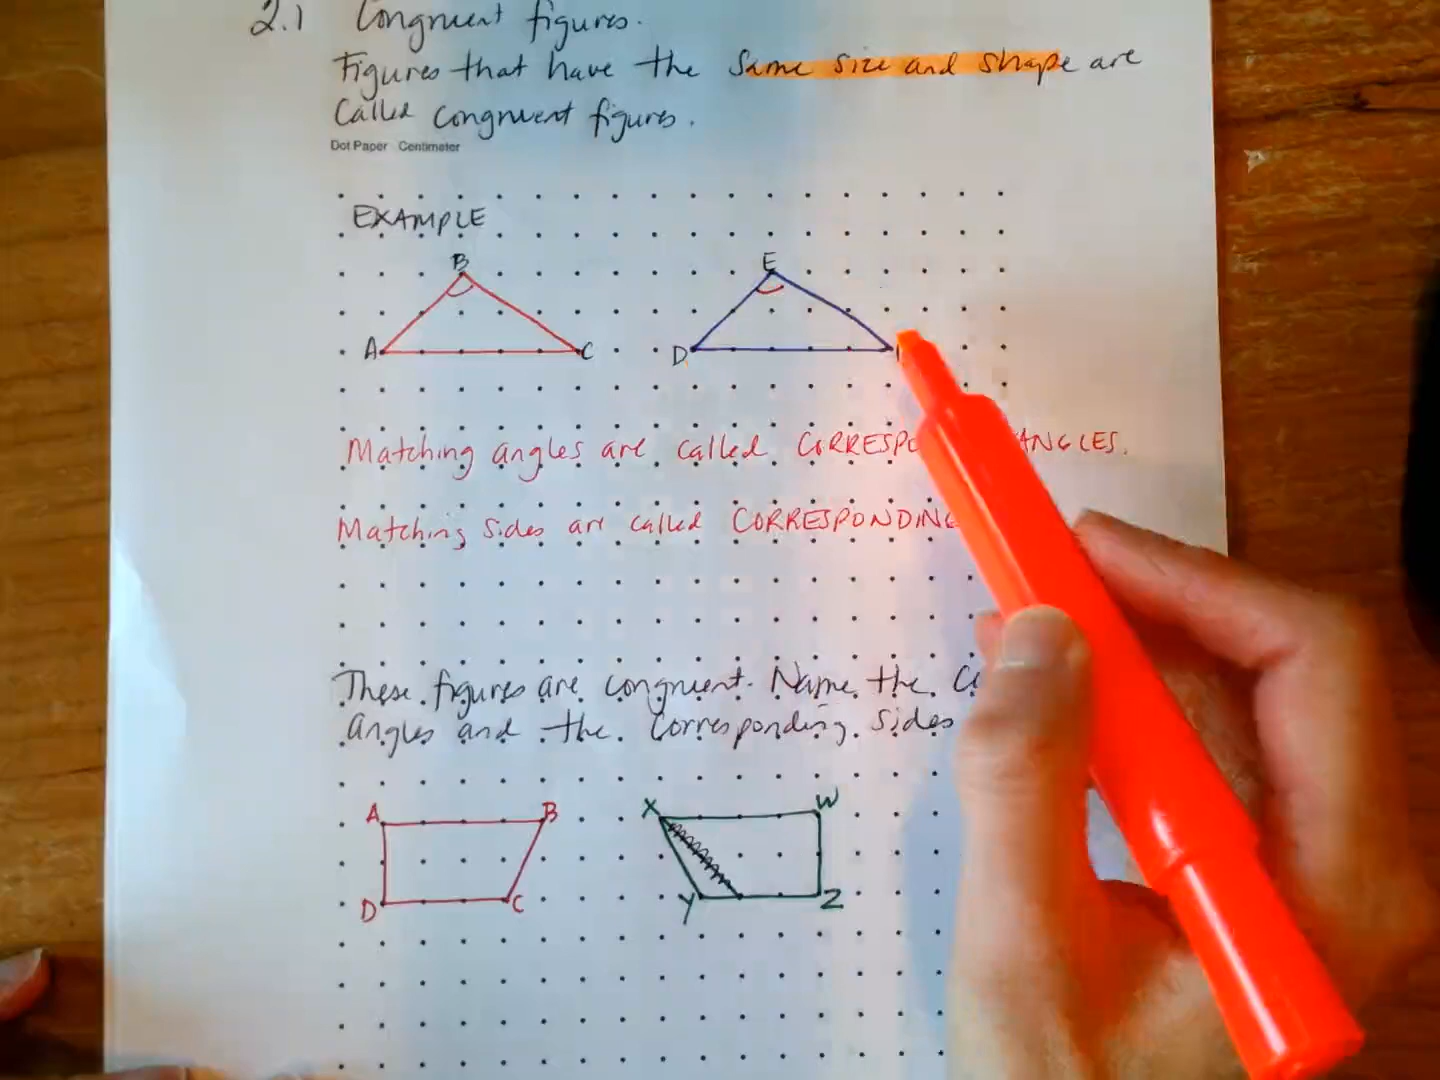 2.1 Congruent figures.
Figures that have the same size and shape are
Called congruent figures.
Dot Paper Centimeter
EXAMPLE
B E
A C D
Matching angles are called ANGLES.
Matching sides are called CORRESPONDING
These figures are congruent. Name the
angles and the corresponding sides
A B X W
D C Y Z